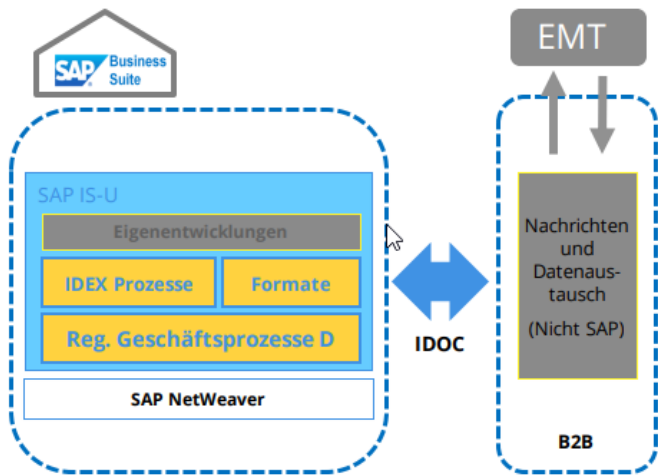 SAP Business
Suite
EMT
SAP IS-U
Eigenentwicklungen
IDEX Prozesse
Formate
Reg. Geschäftsprozesse D
SAP NetWeaver
IDOC
Nachrichten
und
Datenaus-
tausch
(Nicht SAP)
B2B